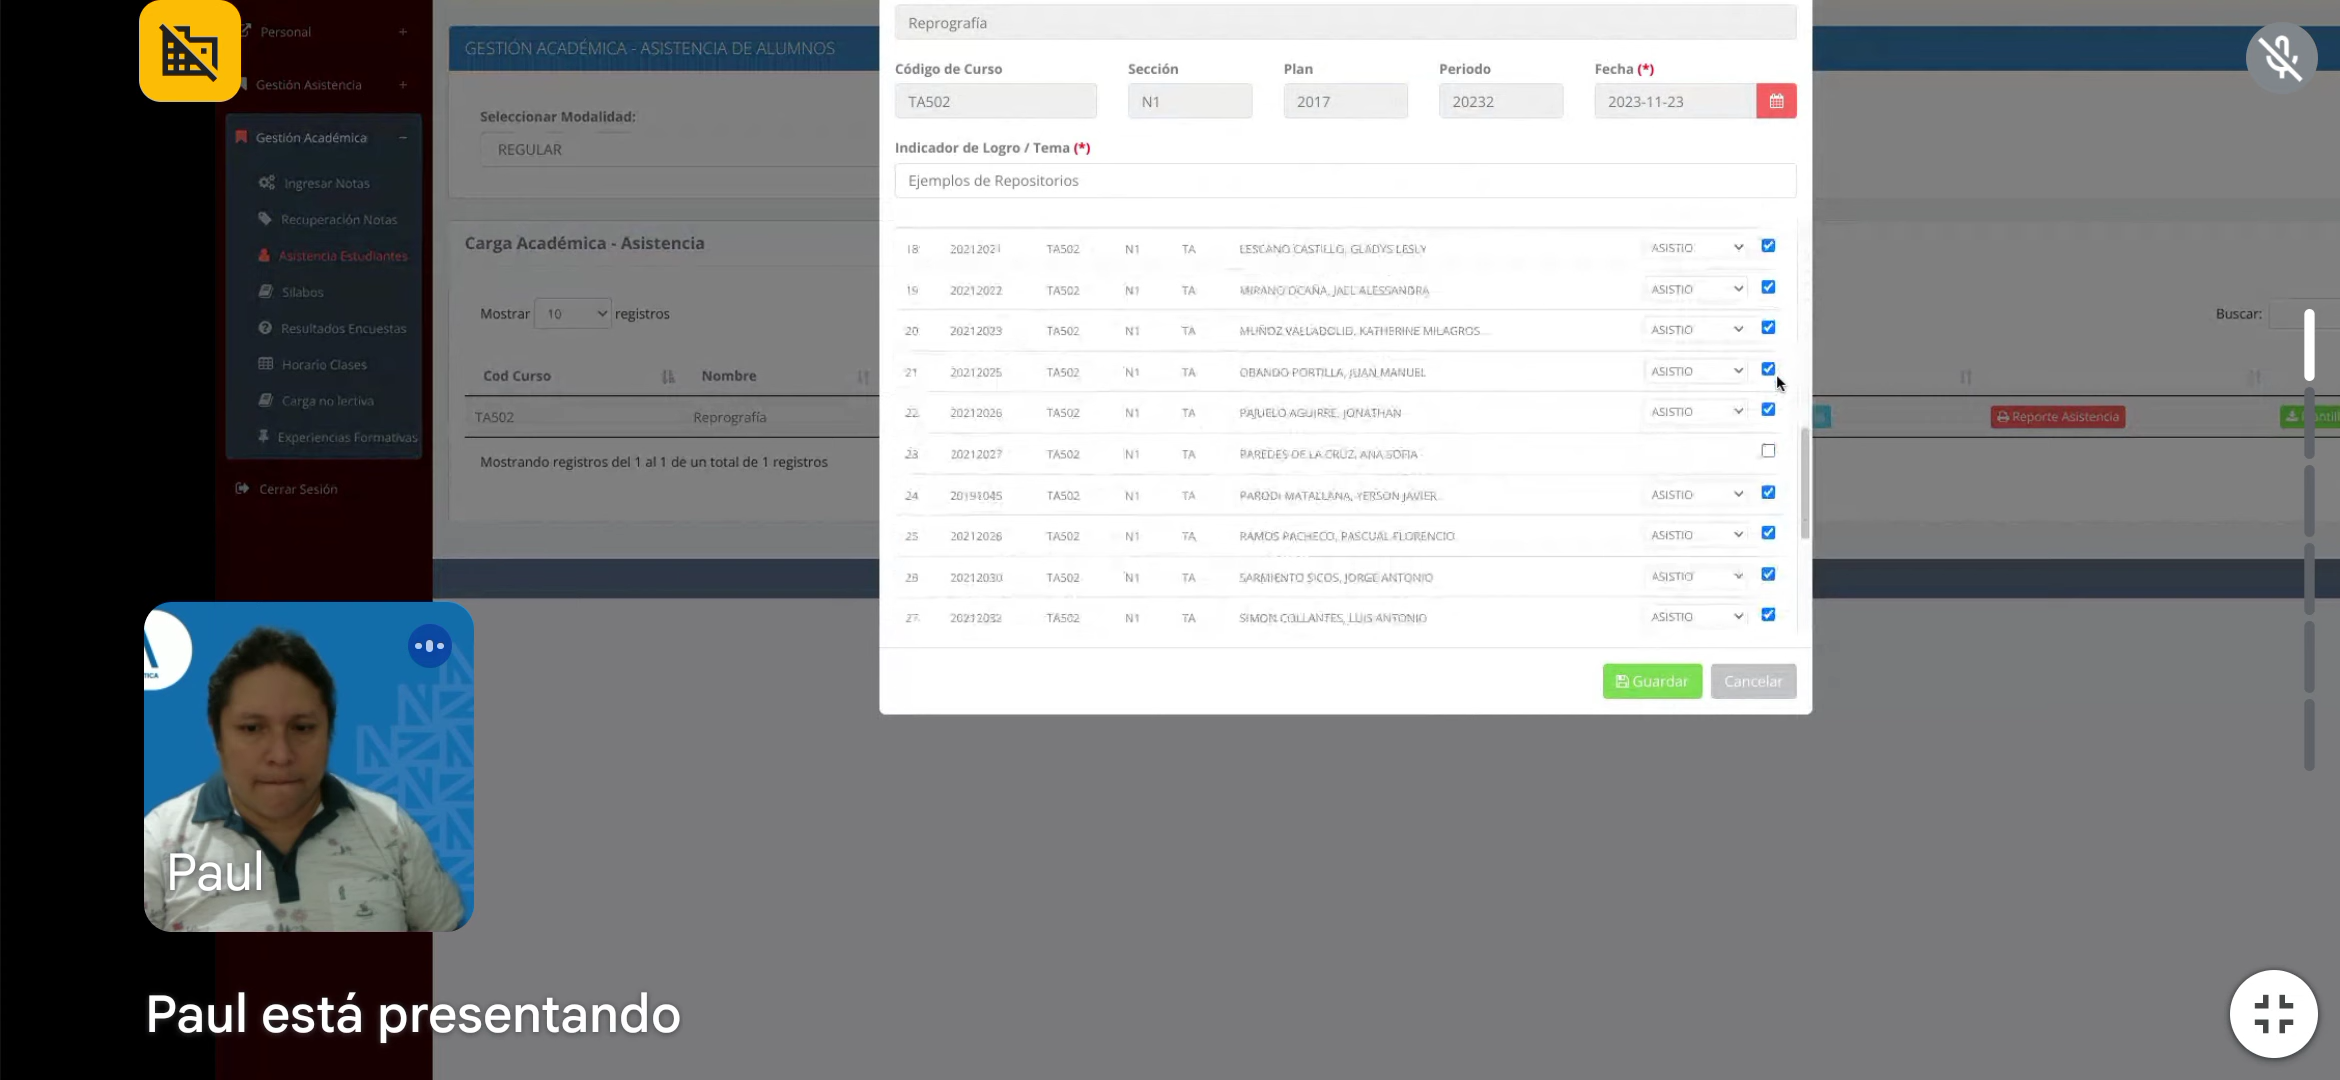 Personal +
Gestión Asistencia +
Gestión Académica −
Ingresar Notas
Recuperación Notas
Asistencia Estudiantes
Sílabos
Resultados Encuestas
Horario Clases
Carga no lectiva
Experiencias Formativas
Cerrar Sesión
GESTIÓN ACADÉMICA - ASISTENCIA DE ALUMNOS
Seleccionar Modalidad:
REGULAR
Carga Académica - Asistencia
Mostrar 10 registros
Buscar:
Cod Curso Nombre
TA502 Reprografía
Reporte Asistencia
Mostrando registros del 1 al 1 de un total de 1 registros
Reprografía
Código de Curso Sección Plan Periodo Fecha (*)
TA502 N1 2017 20232 2023-11-23
Indicador de Logro / Tema (*)
Ejemplos de Repositorios
18 20212021 TA502 N1 TA LESCANO CASTILLO, GLADYS LESLY ASISTIO
19 20212022 TA502 N1 TA OCAÑA, JAEL ALESSANDRA ASISTIO
20 20212023 TA502 N1 TA MUÑOZ VALLADOLID, KATHERINE MILAGROS ASISTIO
21 20212025 TA502 N1 TA OBANDO PORTILLA, JUAN MANUEL ASISTIO
22 20212026 TA502 N1 TA PAJUELO AGUIRRE, JONATHAN ASISTIO
23 20212027 TA502 N1 TA PAREDES DE LA CRUZ, ANA SOFIA
24 20191045 TA502 N1 TA PARODI MATALLANA, YERSON JAVIER ASISTIO
25 TA502 N1 TA RAMOS PACHECO, PASCUAL FLORENCIO ASISTIO
26 20212030 TA502 N1 TA SARMIENTO SICOS, JORGE ANTONIO ASISTIO
27 20212032 TA502 N1 TA SIMON COLLANTES, LUIS ANTONIO ASISTIO
Guardar Cancelar
Paul
Paul está presentando